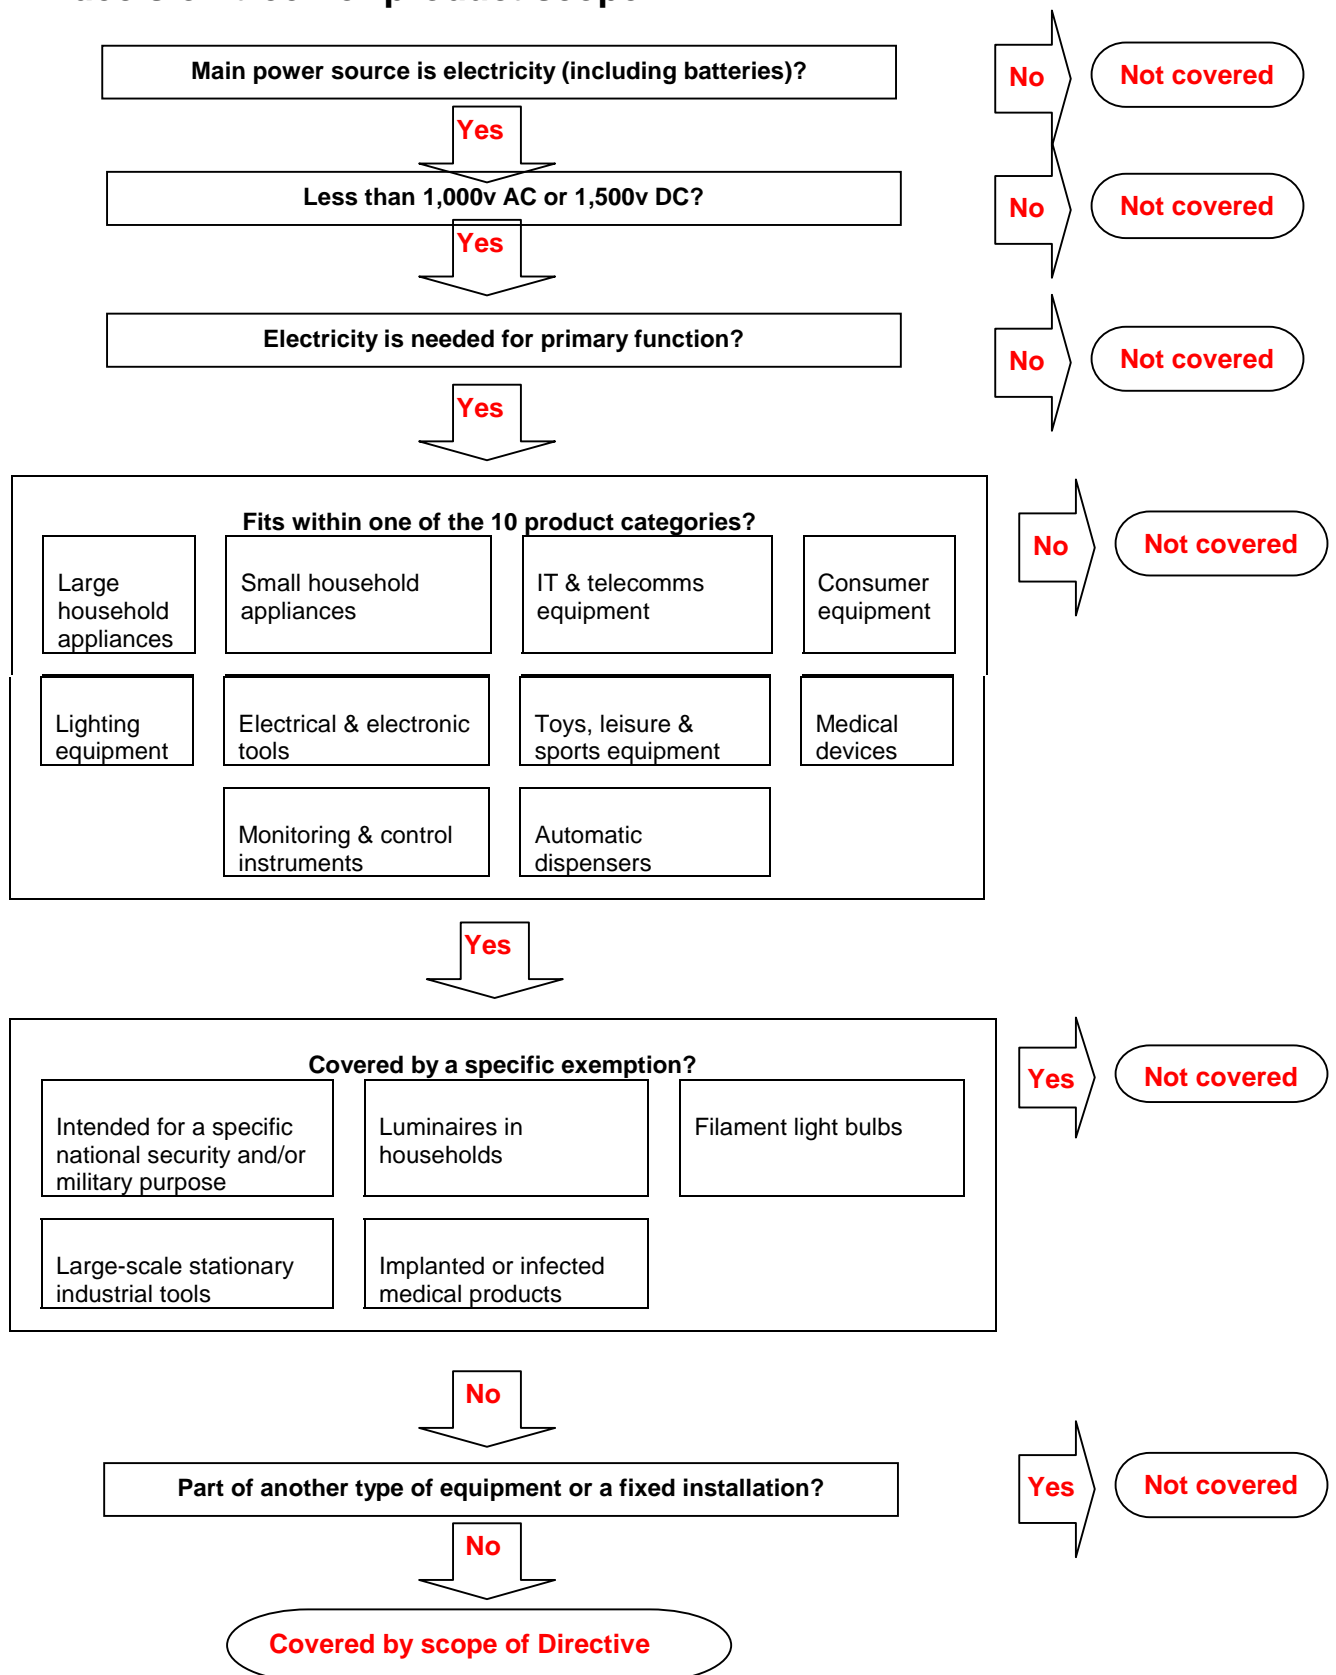 Main power source is electricity (including batteries)?
No
Not covered
Yes
Less than 1,000v AC or 1,500v DC?
No
Not covered
Yes
Electricity is needed for primary function?
No
Not covered
Yes
Fits within one of the 10 product categories?
No
Not covered
Large
household
appliances
Small household
appliances
IT & telecomms
equipment
Consumer
equipment
Lighting
equipment
Electrical & electronic
tools
Toys, leisure &
sports equipment
Medical
devices
Monitoring & control
instruments
Automatic
dispensers
Yes
Covered by a specific exemption?
Yes
Not covered
Intended for a specific
national security and/or
military purpose
Luminaires in
households
Filament light bulbs
Large-scale stationary
industrial tools
Implanted or infected
medical products
No
Part of another type of equipment or a fixed installation?
Yes
Not covered
No
Covered by scope of Directive